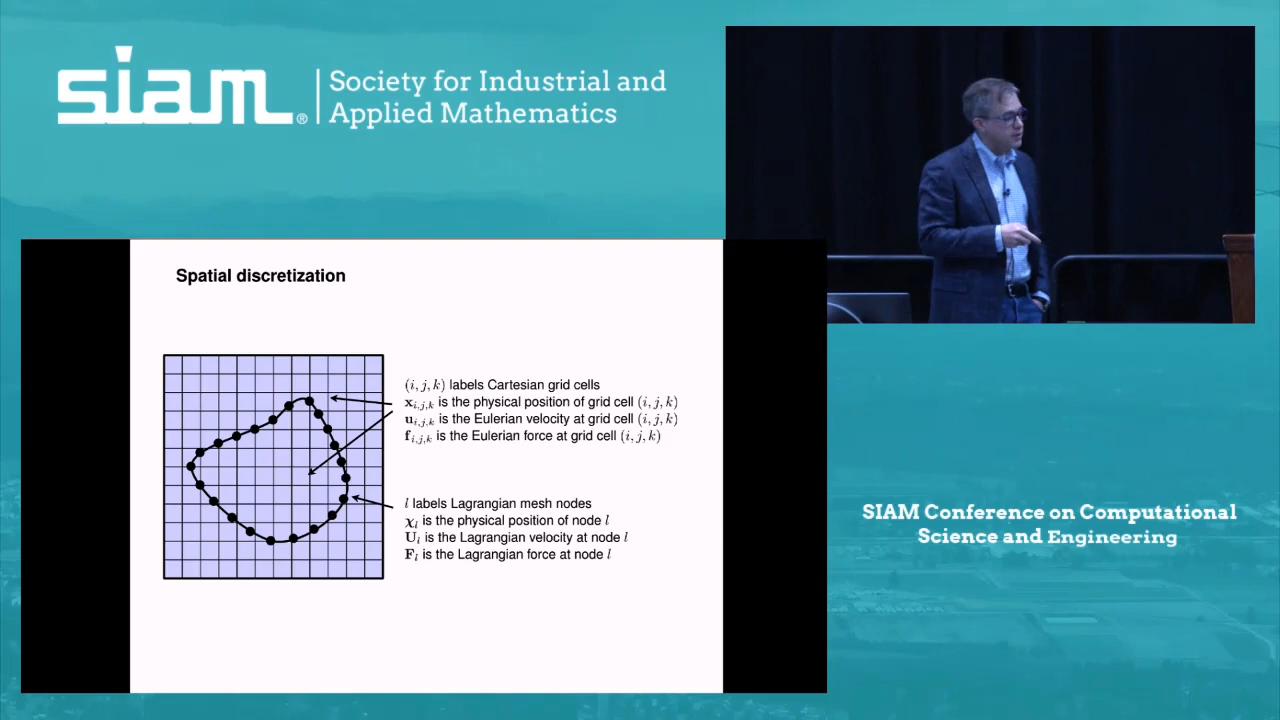 siam® | Society for Industrial and
Applied Mathematics
Spatial discretization
(i, j, k) labels Cartesian grid cells
x_{i,j,k} is the physical position of grid cell (i, j, k)
u_{i,j,k} is the Eulerian velocity at grid cell (i, j, k)
f_{i,j,k} is the Eulerian force at grid cell (i, j, k)
l labels Lagrangian mesh nodes
χ_l is the physical position of node l
U_l is the Lagrangian velocity at node l
F_l is the Lagrangian force at node l
SIAM Conference on Computational
Science and Engineering